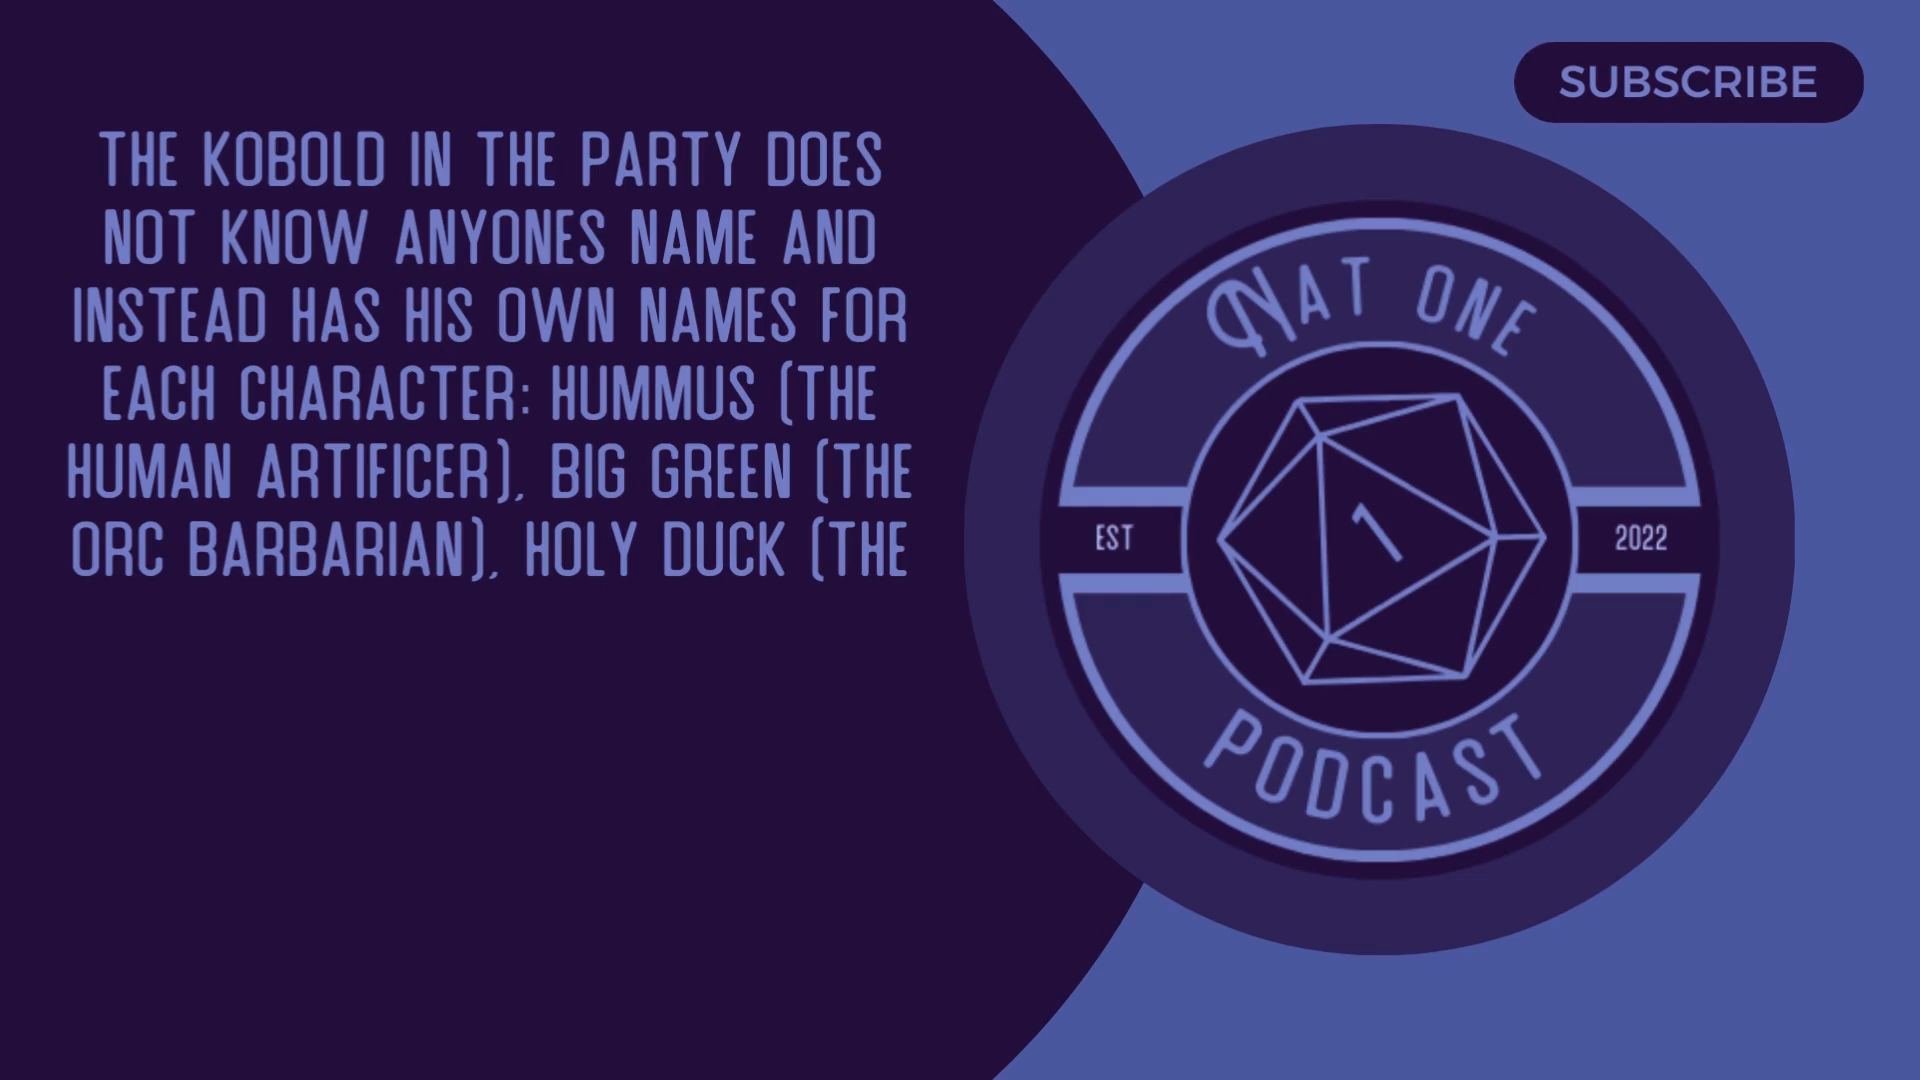 SUBSCRIBE
THE KOBOLD IN THE PARTY DOES
NOT KNOW ANYONES NAME AND
INSTEAD HAS HIS OWN NAMES FOR
EACH CHARACTER: HUMMUS (THE
HUMAN ARTIFICER), BIG GREEN (THE
ORC BARBARIAN), HOLY DUCK (THE
NAT ONE
1
EST
2022
PODCAST